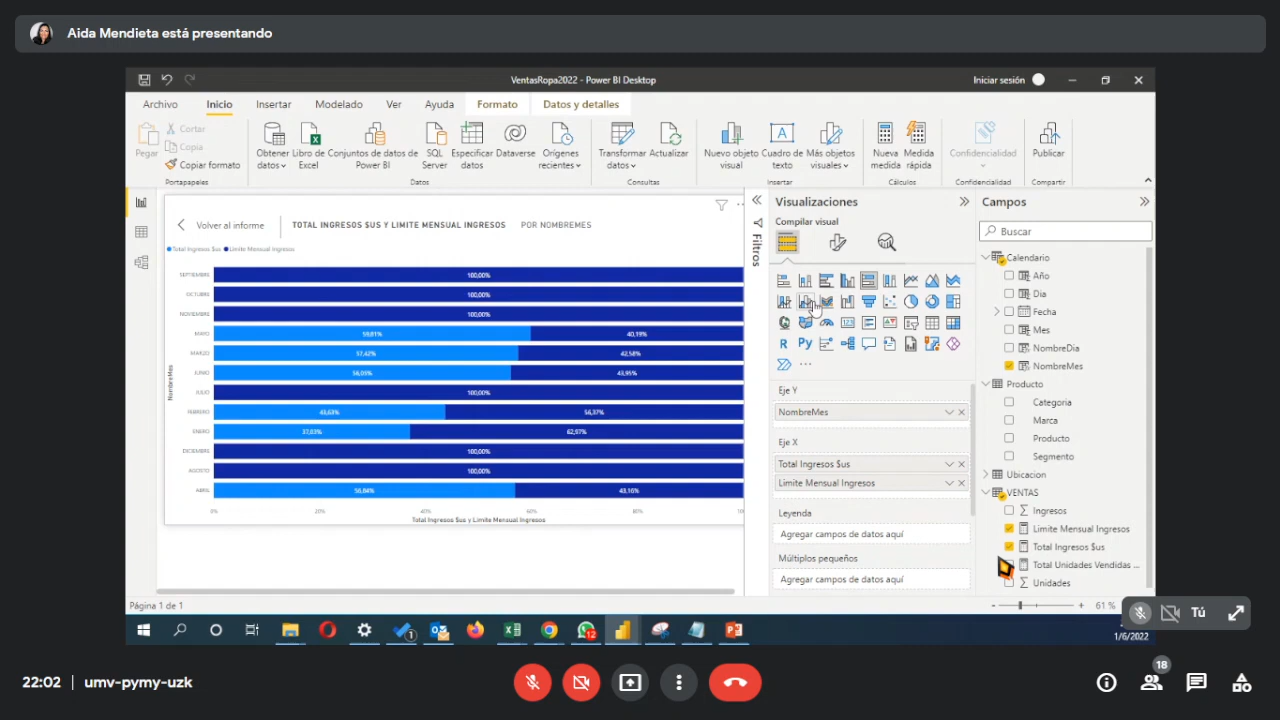 Aida Mendieta está presentando
VentasRopa2022 - Power BI Desktop
Iniciar sesión
Archivo
Inicio
Insertar
Modelado
Ver
Ayuda
Formato
Datos y detalles
Pegar
Cortar
Copia
Copiar formato
Portapapeles
Obtener datos
Libro de Excel
Conjuntos de datos de Power BI
SQL Server
Especificar datos
Dataverse
Orígenes recientes
Datos
Transformar datos
Actualizar
Consultas
Nuevo objeto visual
Cuadro de texto
Más objetos visuales
Insertar
Nueva medida
Medida rápida
Cálculos
Confidencialidad
Confidencialidad
Publicar
Compartir
Volver al informe
TOTAL INGRESOS $US Y LIMITE MENSUAL INGRESOS
POR NOMBREMES
Total Ingresos $us
Limite Mensual Ingresos
NombreMes
SEPTIEMBRE 100,00%
OCTUBRE 100,00%
NOVIEMBRE 100,00%
MAYO 59,81% 40,19%
MARZO 57,42% 42,58%
JUNIO 56,05% 43,95%
JULIO 100,00%
FEBRERO 43,63% 56,37%
ENERO 37,03% 62,97%
DICIEMBRE 100,00%
AGOSTO 100,00%
ABRIL 56,84% 43,16%
0% 20% 40% 60% 80% 10
Total Ingresos $us y Limite Mensual Ingresos
Filtros
Visualizaciones
Compilar visual
R Py
Eje Y
NombreMes
Eje X
Total Ingresos $us
Limite Mensual Ingresos
Leyenda
Agregar campos de datos aquí
Múltiplos pequeños
Agregar campos de datos aquí
Campos
Buscar
Calendario
Año
Dia
Fecha
Mes
NombreDia
NombreMes
Producto
Categoria
Marca
Producto
Segmento
Ubicacion
VENTAS
Ingresos
Limite Mensual Ingresos
Total Ingresos $us
Total Unidades Vendidas ...
Unidades
Página 1 de 1
61 %
Tú
1
12
1/6/2022
22:02 | umv-pymy-uzk
18